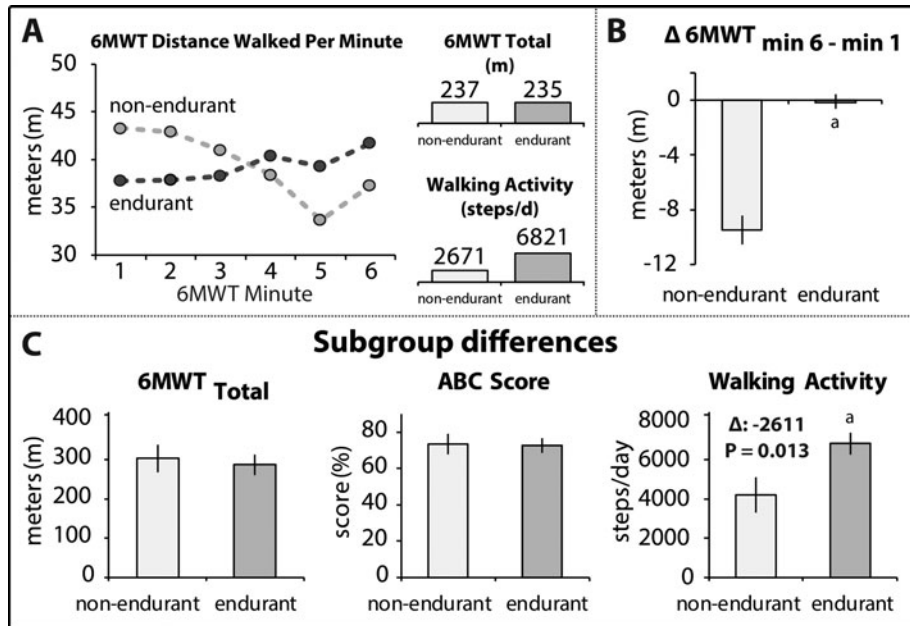 A
6MWT Distance Walked Per Minute
meters (m)
45
40
35
30
non-endurant
endurant
1 2 3 4 5 6
6MWT Minute
6MWT Total
(m)
237 235
non-endurant endurant
Walking Activity
(steps/d)
2671 6821
non-endurant endurant
B
Δ 6MWT min 6 - min 1
meters (m)
0
-4
-8
-12
a
non-endurant endurant
C
Subgroup differences
6MWT Total
meters (m)
400
300
200
100
0
non-endurant endurant
ABC Score
score (%)
80
60
40
20
0
non-endurant endurant
Walking Activity
steps/day
8000
6000
4000
2000
0
Δ: -2611
P = 0.013
a
non-endurant endurant